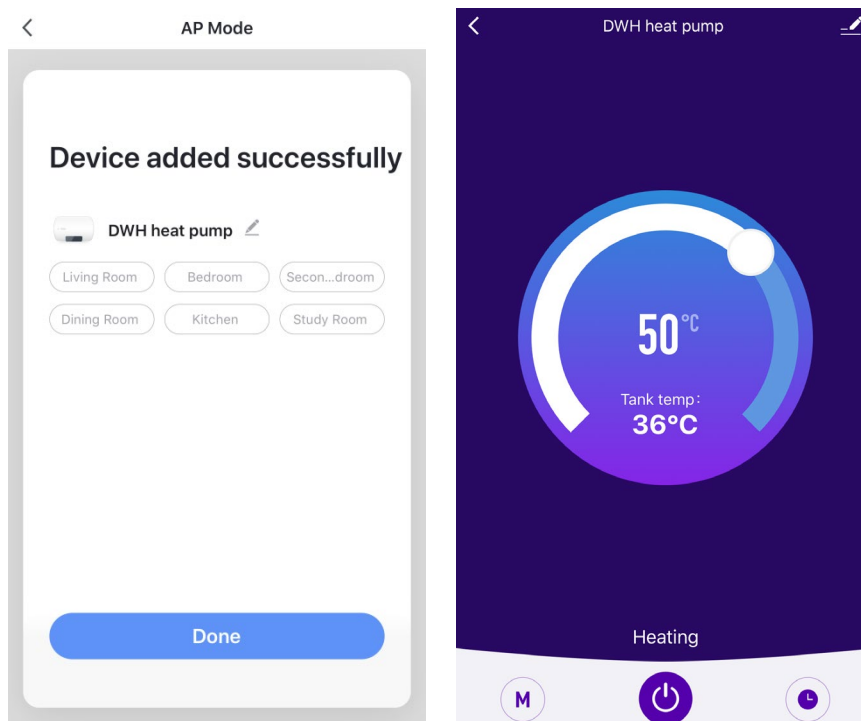 AP Mode
Device added successfully
DWH heat pump
Living Room
Bedroom
Secon...droom
Dining Room
Kitchen
Study Room
Done
DWH heat pump
50°C
Tank temp:
36°C
Heating
M